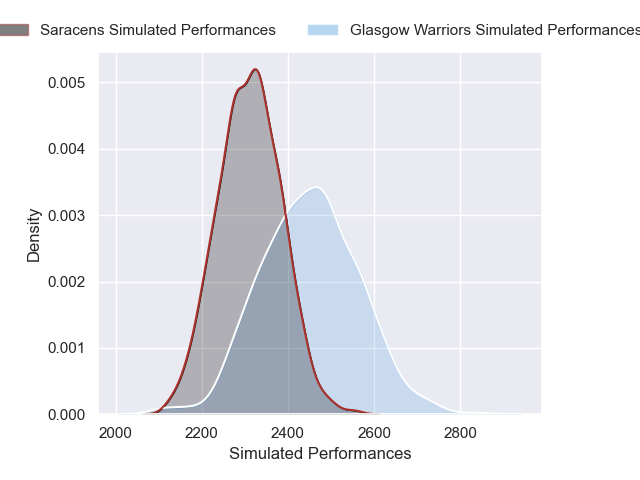 Saracens Simulated Performances
Glasgow Warriors Simulated Performances
0.005
0.004
0.003
0.002
0.001
0.000
Density
2000 2200 2400 2600 2800
Simulated Performances